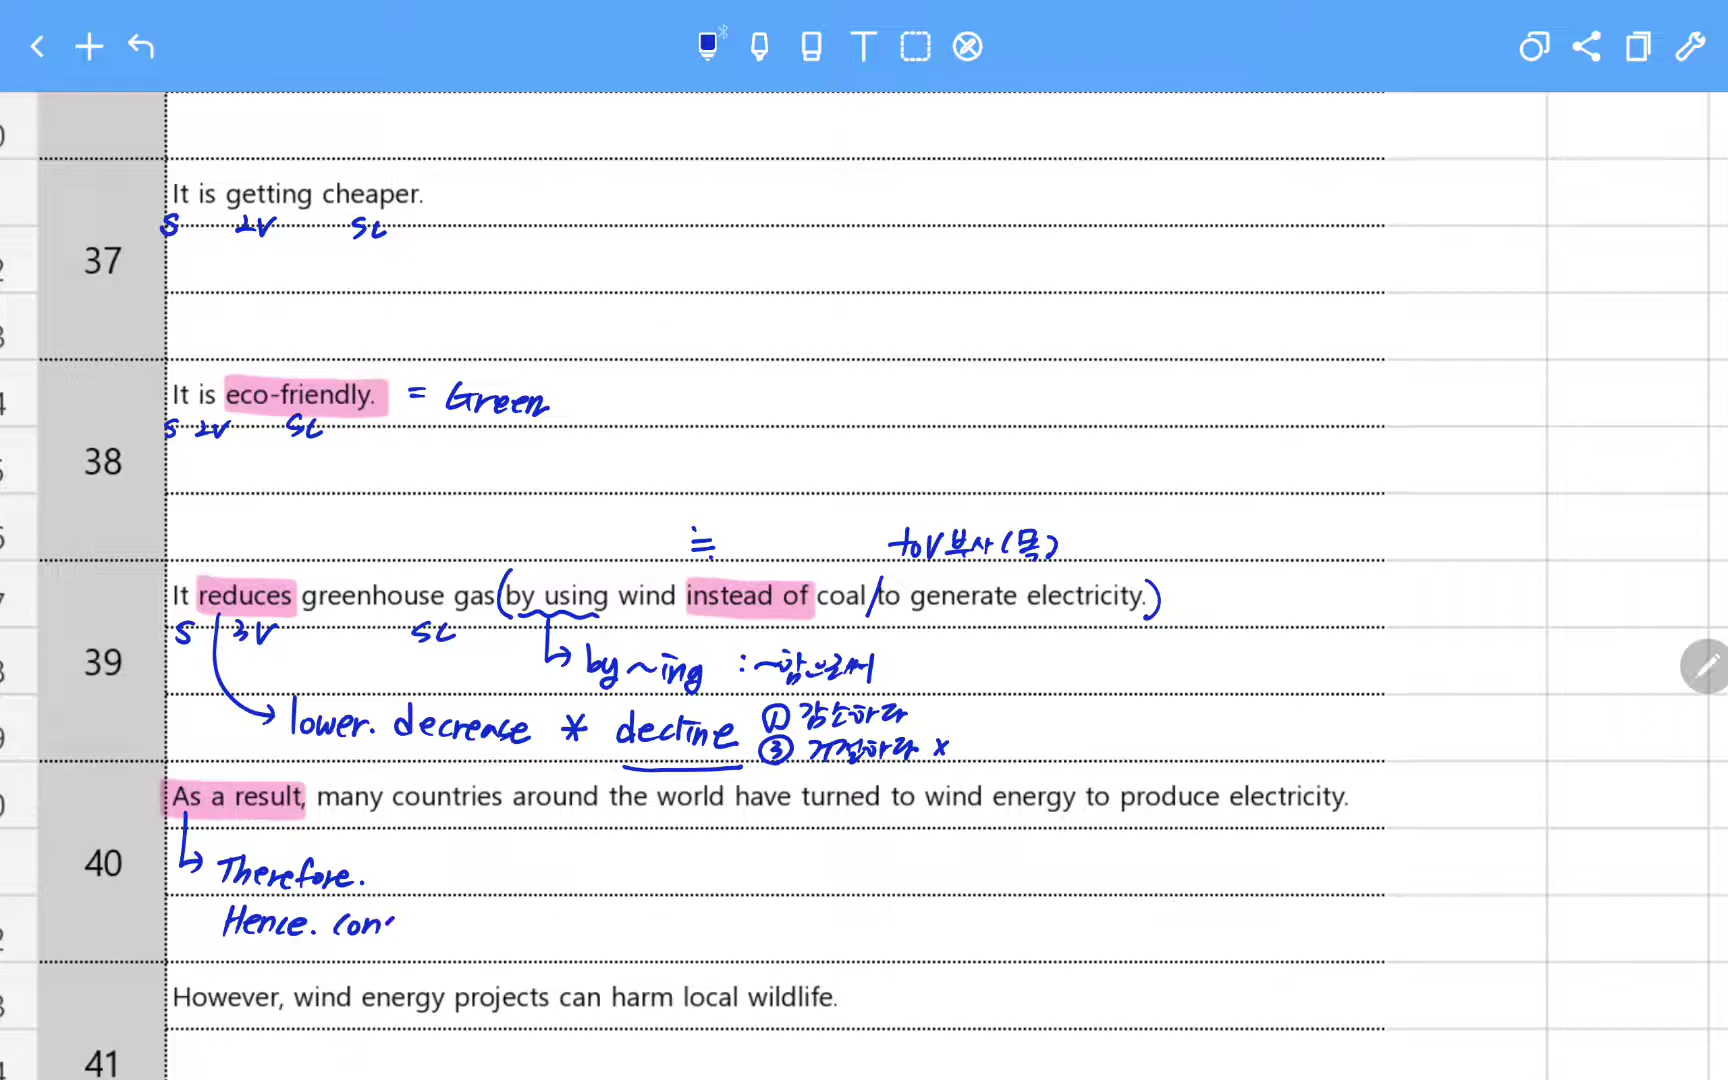 It is getting cheaper.
S 2V SC
37
It is eco-friendly. = Green
S 2V SC
38
≒ toV부사(목)
It reduces greenhouse gas (by using wind instead of coal/to generate electricity.)
S 3V SC
39
by ~ing : ~함으로써
lower. decrease * decline ① 감소하다
③ 거절하다 x
As a result, many countries around the world have turned to wind energy to produce electricity.
40
Therefore.
Hence. con
However, wind energy projects can harm local wildlife.
41